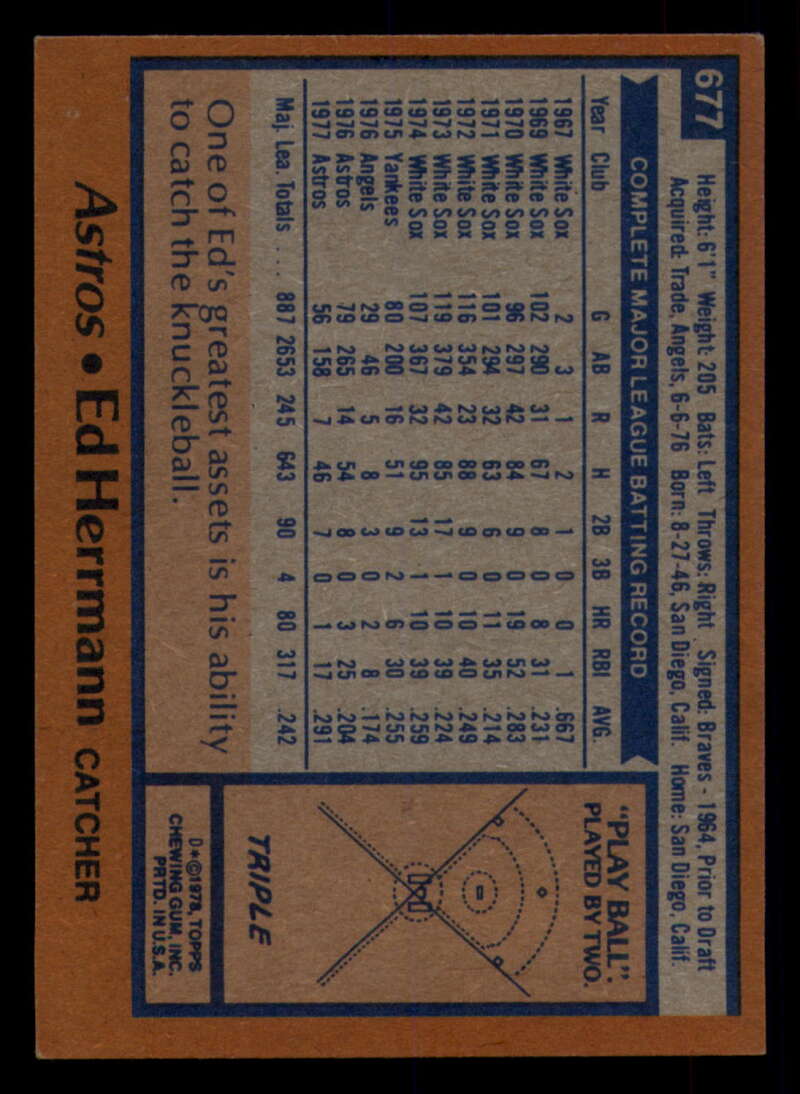 677
Height: 6'1" Weight: 205 Bats: Left Throws: Right Signed: Braves - 1964, Prior to Draft
Acquired: Trade, Angels, 6-6-76 Born: 8-27-46, San Diego, Calif. Home: San Diego, Calif.
COMPLETE MAJOR LEAGUE BATTING RECORD
Year Club G AB R H 2B 3B HR RBI AVG.
1967 White Sox 2 3 1 2 1 0 0 1 .667
1969 White Sox 102 290 31 67 8 0 8 31 .231
1970 White Sox 96 297 42 84 9 0 19 52 .283
1971 White Sox 101 294 32 63 6 0 11 35 .214
1972 White Sox 116 354 23 88 9 0 10 40 .249
1973 White Sox 119 379 42 85 17 1 10 39 .224
1974 White Sox 107 367 32 95 13 1 10 39 .259
1975 Yankees 80 200 16 51 9 2 6 30 .255
1976 Angels 29 46 5 8 3 0 2 8 .174
1976 Astros 79 265 14 54 8 0 3 25 .204
1977 Astros 56 158 7 46 7 0 1 17 .291
Maj. Lea. Totals . . . 887 2653 245 643 90 4 80 317 .242
One of Ed's greatest assets is his ability
to catch the knuckleball.
"PLAY BALL":
PLAYED BY TWO.
TRIPLE
D*©1978, TOPPS
CHEWING GUM, INC.
PRTD. IN U.S.A.
Astros • Ed Herrmann CATCHER